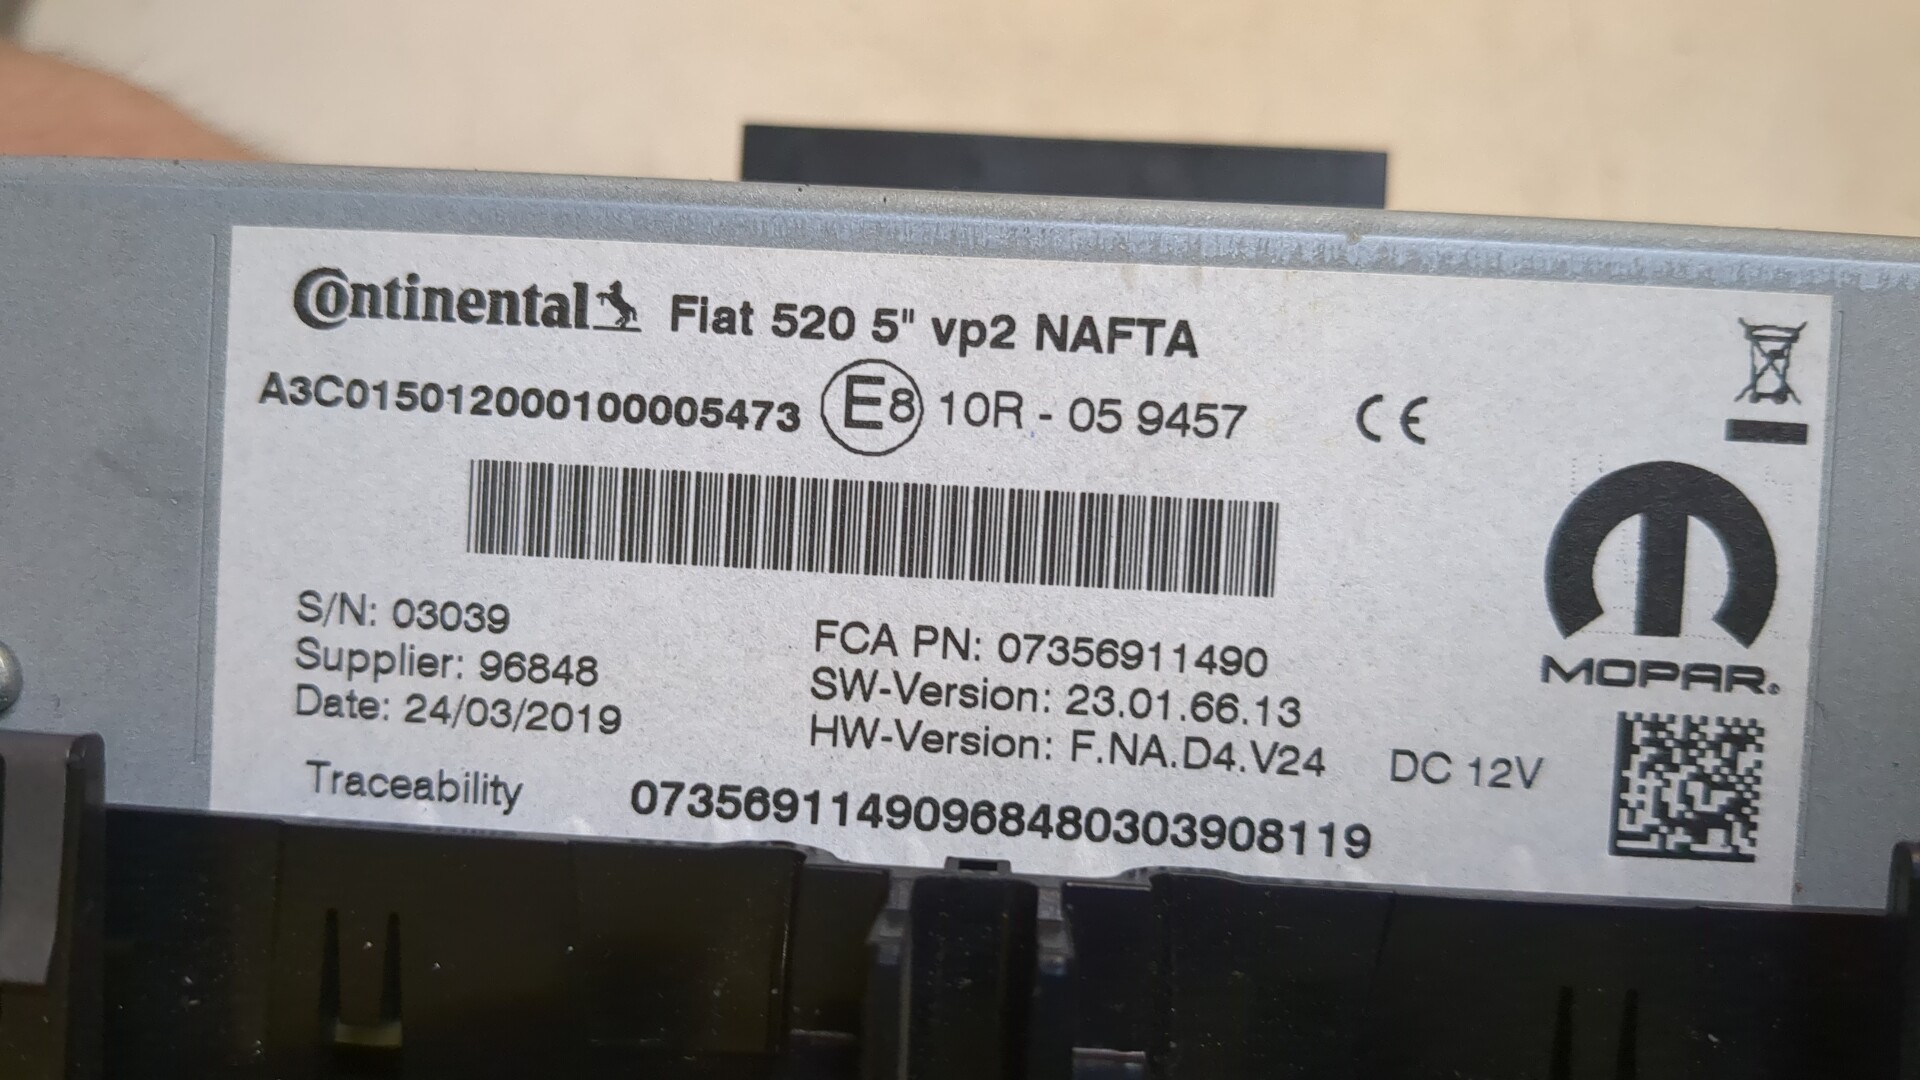 Continental Fiat 520 5" vp2 NAFTA
A3C0150120001000005473 E8 10R - 05 9457 CE
S/N: 03039
Supplier: 96848
Date: 24/03/2019
FCA PN: 07356911490
SW-Version: 23.01.66.13
HW-Version: F.NA.D4.V24 DC 12V
MOPAR®
Traceability 07356911490968480303908119